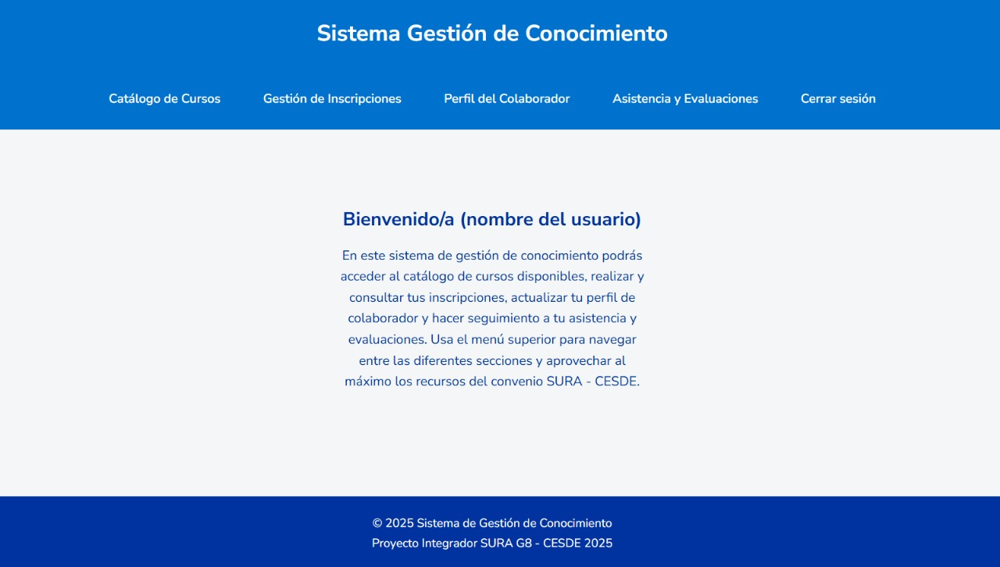 Sistema Gestión de Conocimiento
Catálogo de Cursos
Gestión de Inscripciones
Perfil del Colaborador
Asistencia y Evaluaciones
Cerrar sesión
Bienvenido/a (nombre del usuario)
En este sistema de gestión de conocimiento podrás
acceder al catálogo de cursos disponibles, realizar y
consultar tus inscripciones, actualizar tu perfil de
colaborador y hacer seguimiento a tu asistencia y
evaluaciones. Usa el menú superior para navegar
entre las diferentes secciones y aprovechar al
máximo los recursos del convenio SURA - CESDE.
© 2025 Sistema de Gestión de Conocimiento
Proyecto Integrador SURA G8 - CESDE 2025